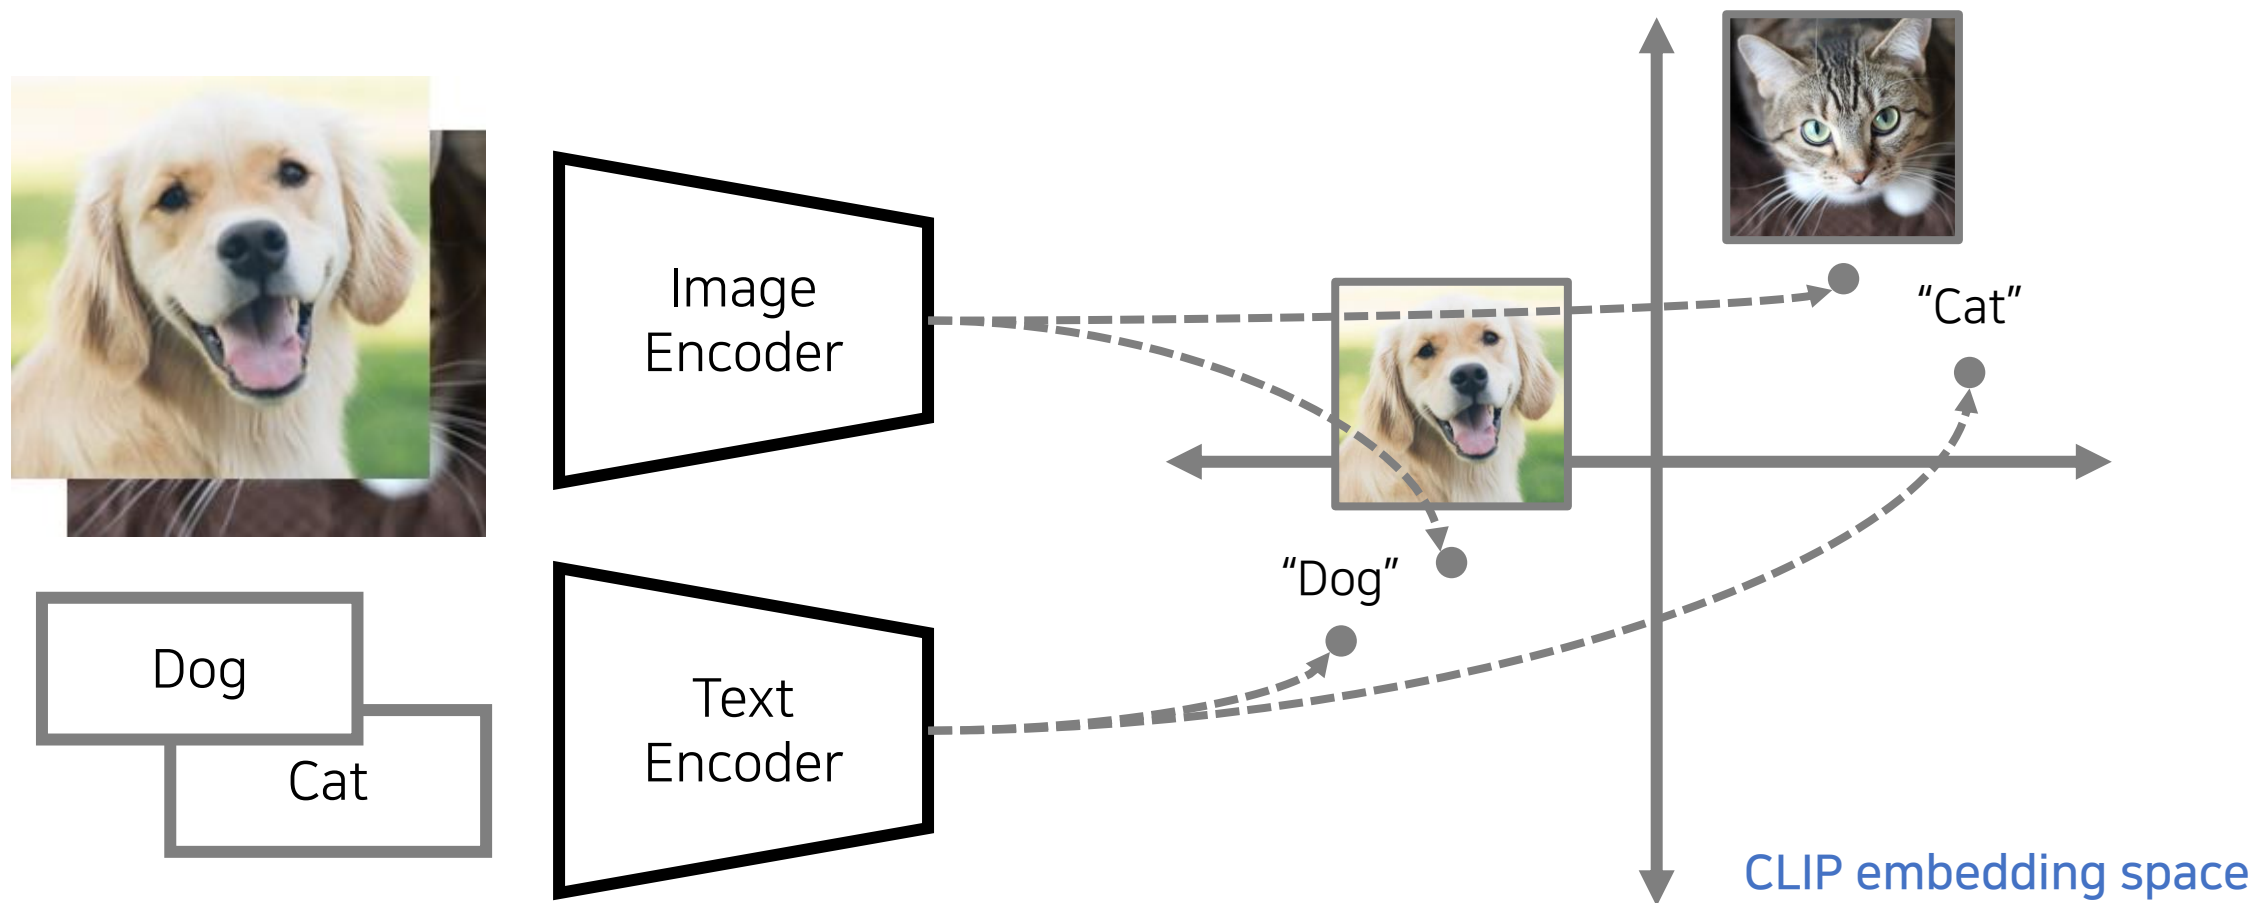 Image
Encoder
"Cat"
"Dog"
Dog
Cat
Text
Encoder
CLIP embedding space